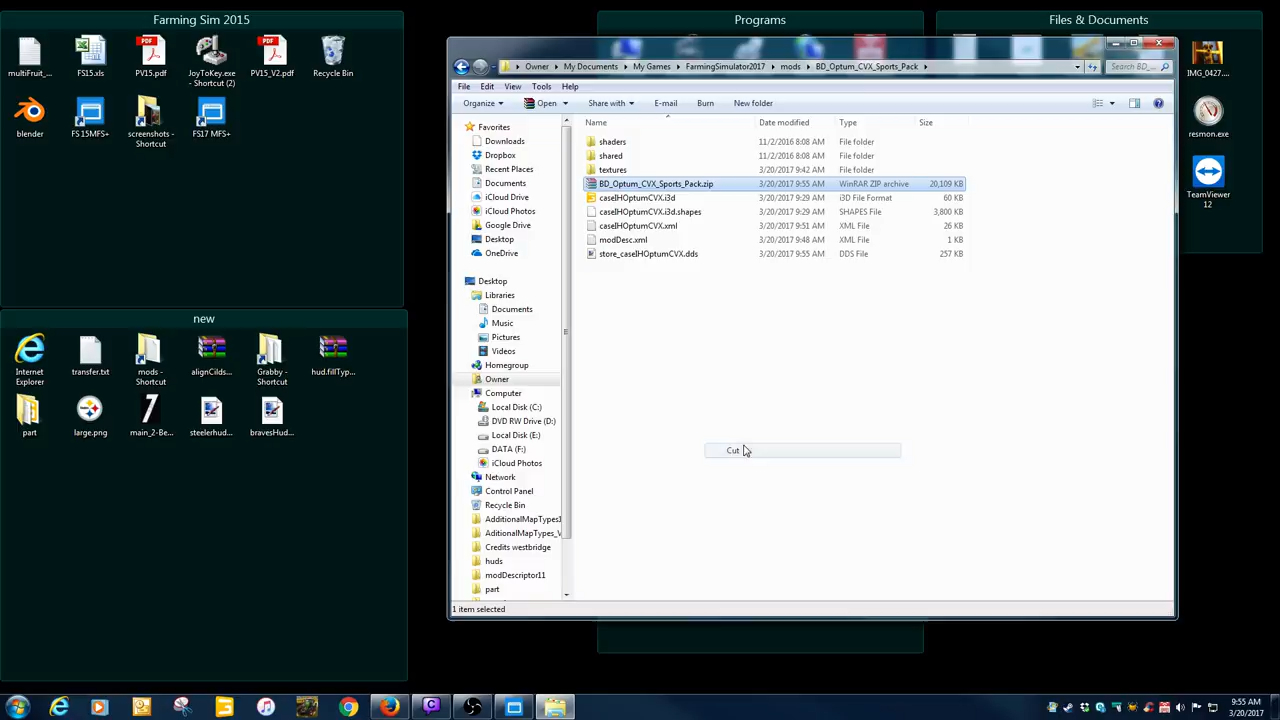 Farming Sim 2015
Programs
Files & Documents
multiFruit_...
FS15.xls
PV15.pdf
JoyToKey.exe - Shortcut (2)
PV15_V2.pdf
Recycle Bin
blender
FS 15MFS+
screenshots - Shortcut
FS17 MFS+
new
Internet Explorer
transfer.txt
mods - Shortcut
alignCilds...
Grabby - Shortcut
hud.fillTyp...
part
large.png
main_2-Be...
steelerhud...
bravesHud...
IMG_0427....
resmon.exe
TeamViewer 12
Owner ▸ My Documents ▸ My Games ▸ FarmingSimulator2017 ▸ mods ▸ BD_Optum_CVX_Sports_Pack ▸
Search BD_...
File Edit View Tools Help
Organize Open Share with E-mail Burn New folder
Favorites
Downloads
Dropbox
Recent Places
Documents
iCloud Drive
iCloud Photos
Google Drive
Desktop
OneDrive
Desktop
Libraries
Documents
Music
Pictures
Videos
Homegroup
Owner
Computer
Local Disk (C:)
DVD RW Drive (D:)
Local Disk (E:)
DATA (F:)
iCloud Photos
Network
Control Panel
Recycle Bin
AdditionalMapTypes
AditionalMapTypes_V
Credits westbridge
huds
modDescriptor11
part
Name Date modified Type Size
shaders 11/2/2016 8:08 AM File folder
shared 11/2/2016 8:08 AM File folder
textures 3/20/2017 9:42 AM File folder
BD_Optum_CVX_Sports_Pack.zip 3/20/2017 9:55 AM WinRAR ZIP archive 20,109 KB
caseIHOptumCVX.i3d 3/20/2017 9:29 AM i3D File Format 60 KB
caseIHOptumCVX.i3d.shapes 3/20/2017 9:29 AM SHAPES File 3,800 KB
caseIHOptumCVX.xml 3/20/2017 9:51 AM XML File 26 KB
modDesc.xml 3/20/2017 9:48 AM XML File 1 KB
store_caseIHOptumCVX.dds 3/20/2017 9:55 AM DDS File 257 KB
Cut
1 item selected
9:55 AM
3/20/2017